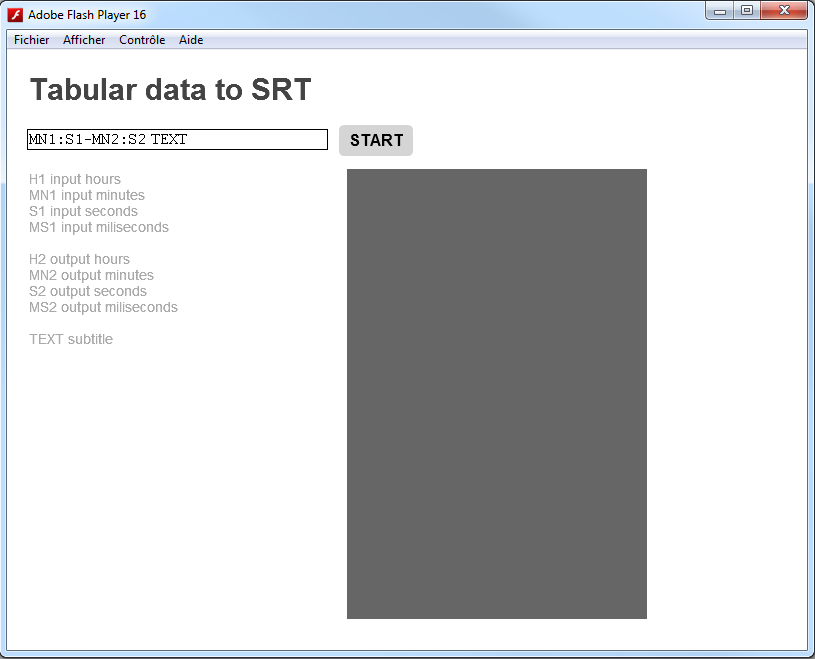 Adobe Flash Player 16
Fichier Afficher Contrôle Aide
Tabular data to SRT
MN1:S1-MN2:S2 TEXT
START
H1 input hours
MN1 input minutes
S1 input seconds
MS1 input miliseconds
H2 output hours
MN2 output minutes
S2 output seconds
MS2 output miliseconds
TEXT subtitle